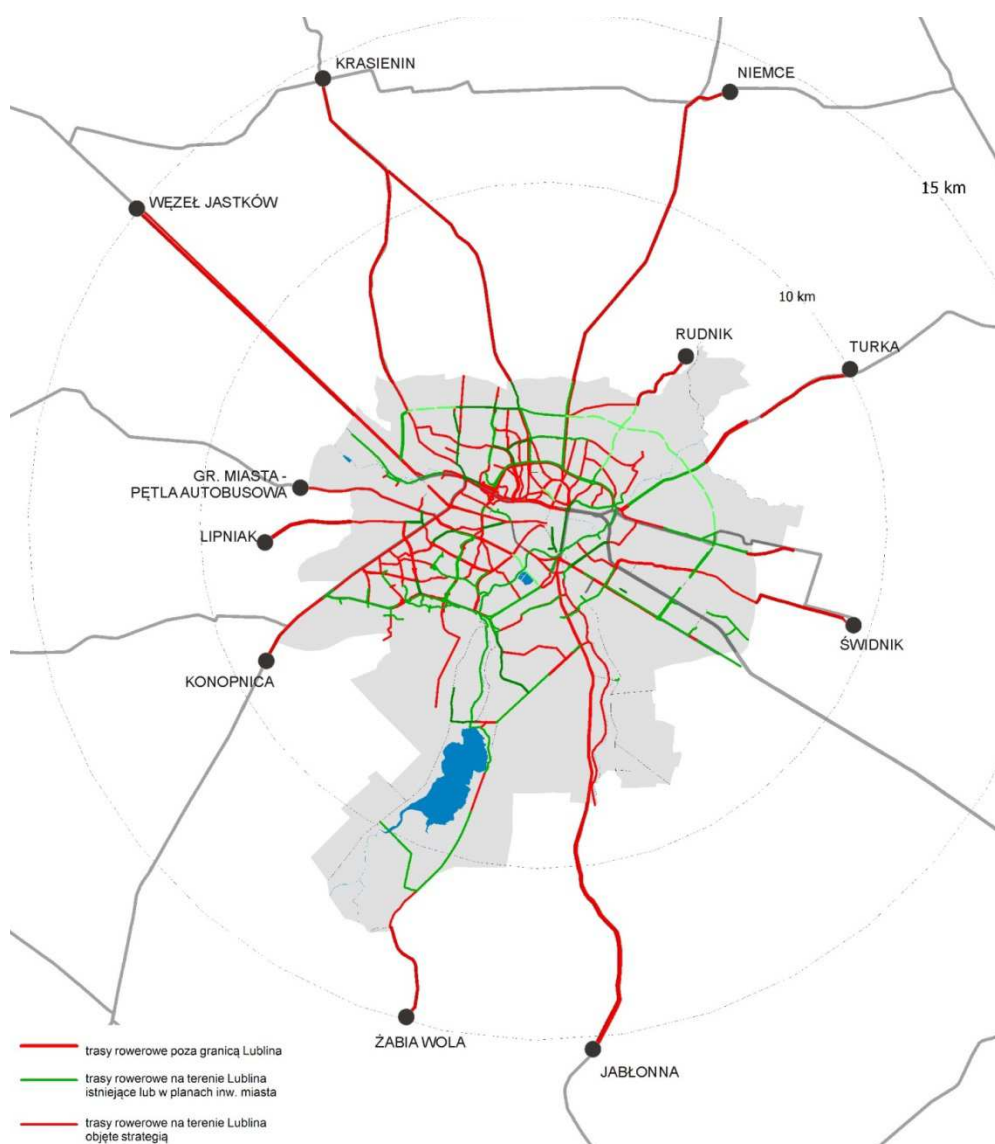 KRASIENIN
NIEMCE
15 km
WĘZEŁ JASTKÓW
10 km
RUDNIK
TURKA
GR. MIASTA -
PĘTLA AUTOBUSOWA
LIPNIAK
ŚWIDNIK
KONOPNICA
ŻABIA WOLA
JABŁONNA
trasy rowerowe poza granicą Lublina
trasy rowerowe na terenie Lublina
istniejące lub w planach inw. miasta
trasy rowerowe na terenie Lublina
objęte strategią